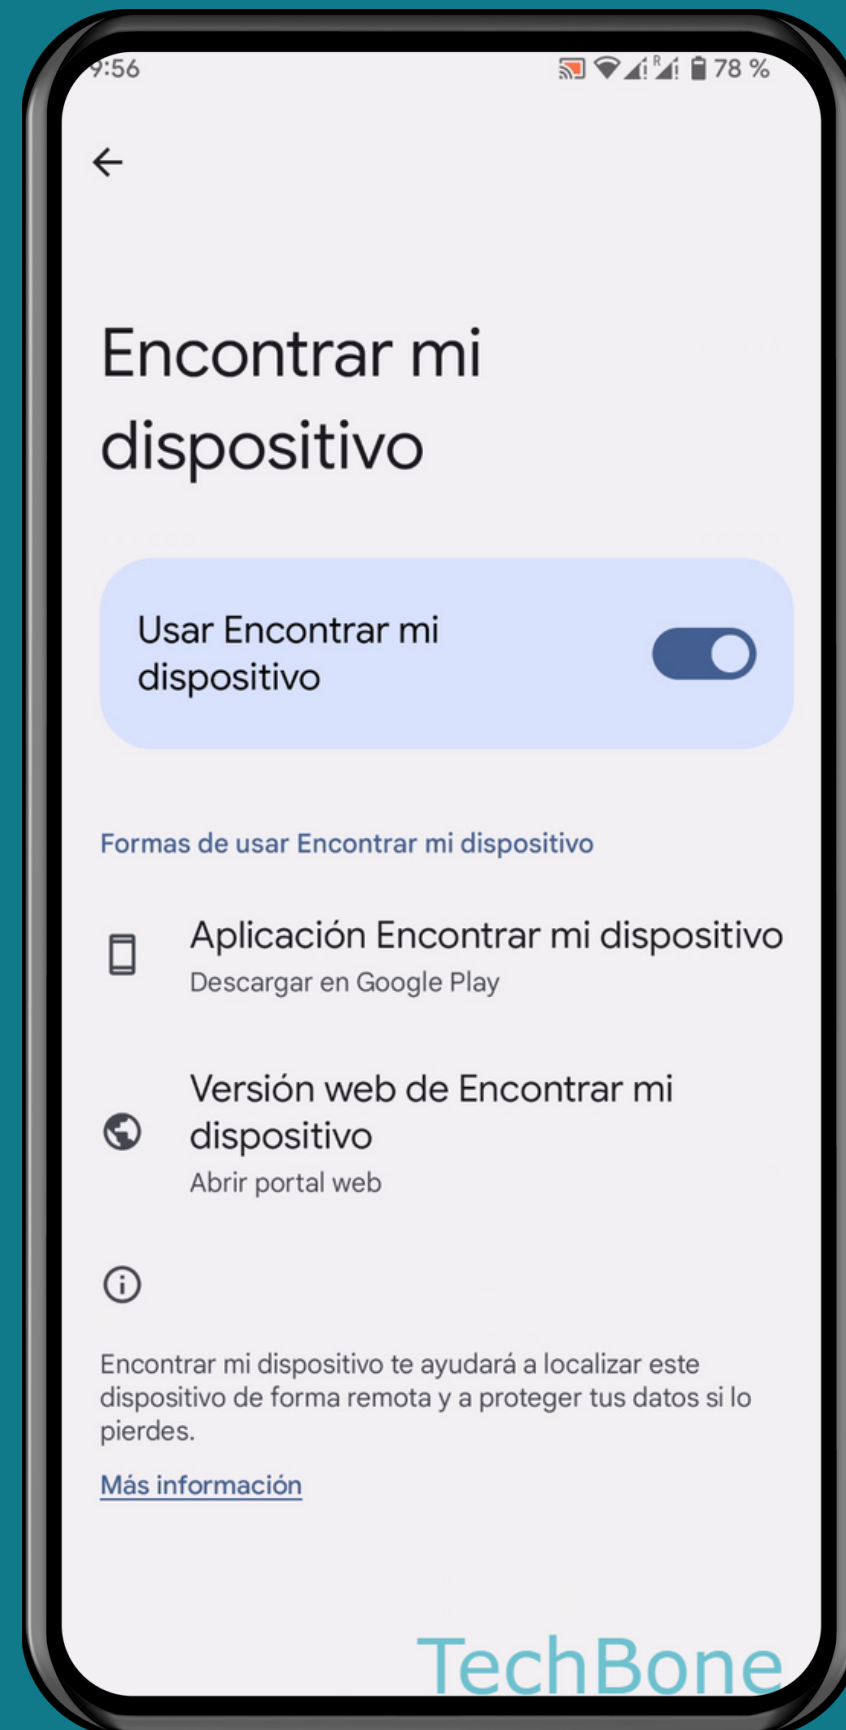 9:56
R
78 %
Encontrar mi
dispositivo
Usar Encontrar mi
dispositivo
Formas de usar Encontrar mi dispositivo
Aplicación Encontrar mi dispositivo
Descargar en Google Play
Versión web de Encontrar mi
dispositivo
Abrir portal web
Encontrar mi dispositivo te ayudará a localizar este
dispositivo de forma remota y a proteger tus datos si lo
pierdes.
Más información
TechBone